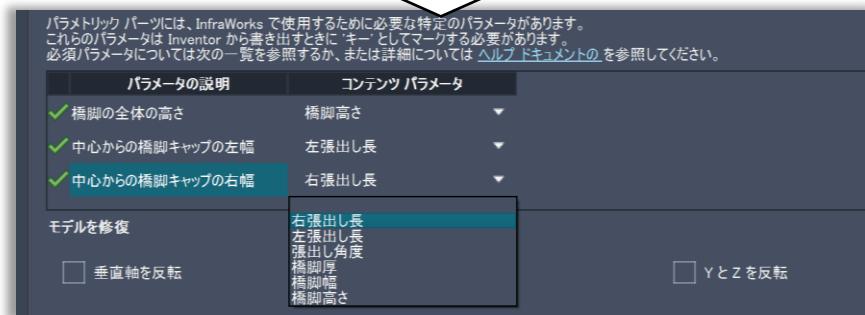 パラメトリック パーツには、InfraWorks で使用するために必要な特定のパラメータがあります。
これらのパラメータは Inventor から書き出すときに 'キー' としてマークする必要があります。
必須パラメータについては次の一覧を参照するか、または詳細については ヘルプ ドキュメントの を参照してください。
パラメータの説明 コンテンツ パラメータ
橋脚の全体の高さ 橋脚高さ
中心からの橋脚キャップの左幅 左張出し長
中心からの橋脚キャップの右幅 右張出し長
右張出し長
左張出し長
張出し角度
橋脚厚
橋脚幅
橋脚高さ
モデルを修復
垂直軸を反転 YとZを反転